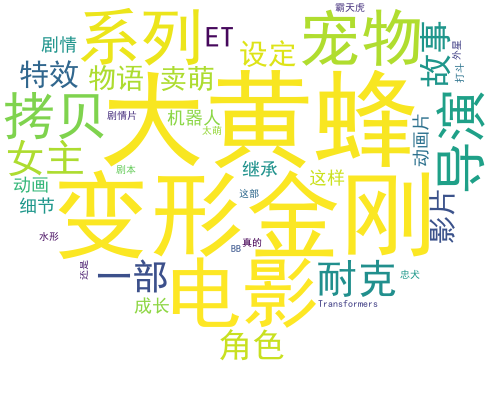 霸天虎
系列 ET 宠物 故事 外星
剧情 设定 打斗
特效 物语 卖萌
大黄蜂
拷贝 剧情片 机器人 太萌 动画片 导演
女主 剧本 继承 这样
动画 变形金刚
细节 这部 影片
水形 BB 真的
还是 一部 电影 耐克 忠犬
成长 Transformers
角色